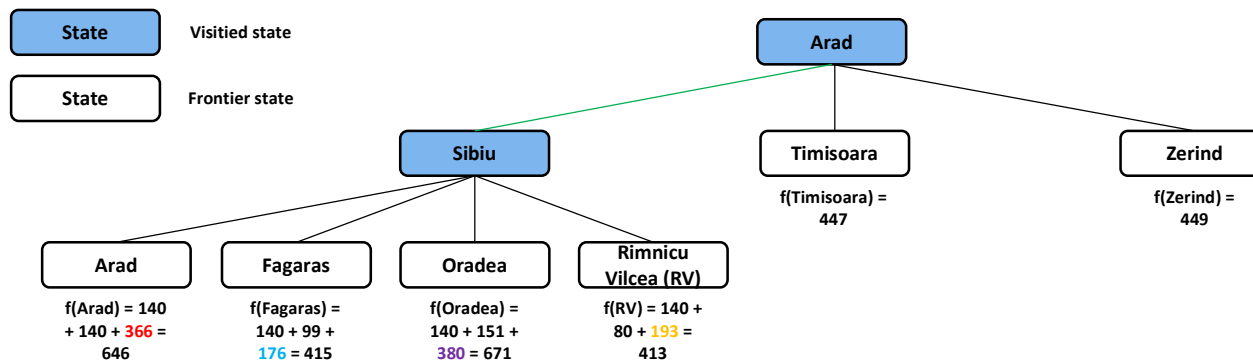 State
Visitied state
State
Frontier state
Arad
Sibiu
Timisoara
Zerind
f(Timisoara) =
447
f(Zerind) =
449
Arad
Fagaras
Oradea
Rimnicu
Vilcea (RV)
f(Arad) = 140
+ 140 + 366 =
646
f(Fagaras) =
140 + 99 +
176 = 415
f(Oradea) =
140 + 151 +
380 = 671
f(RV) = 140 +
80 + 193 =
413